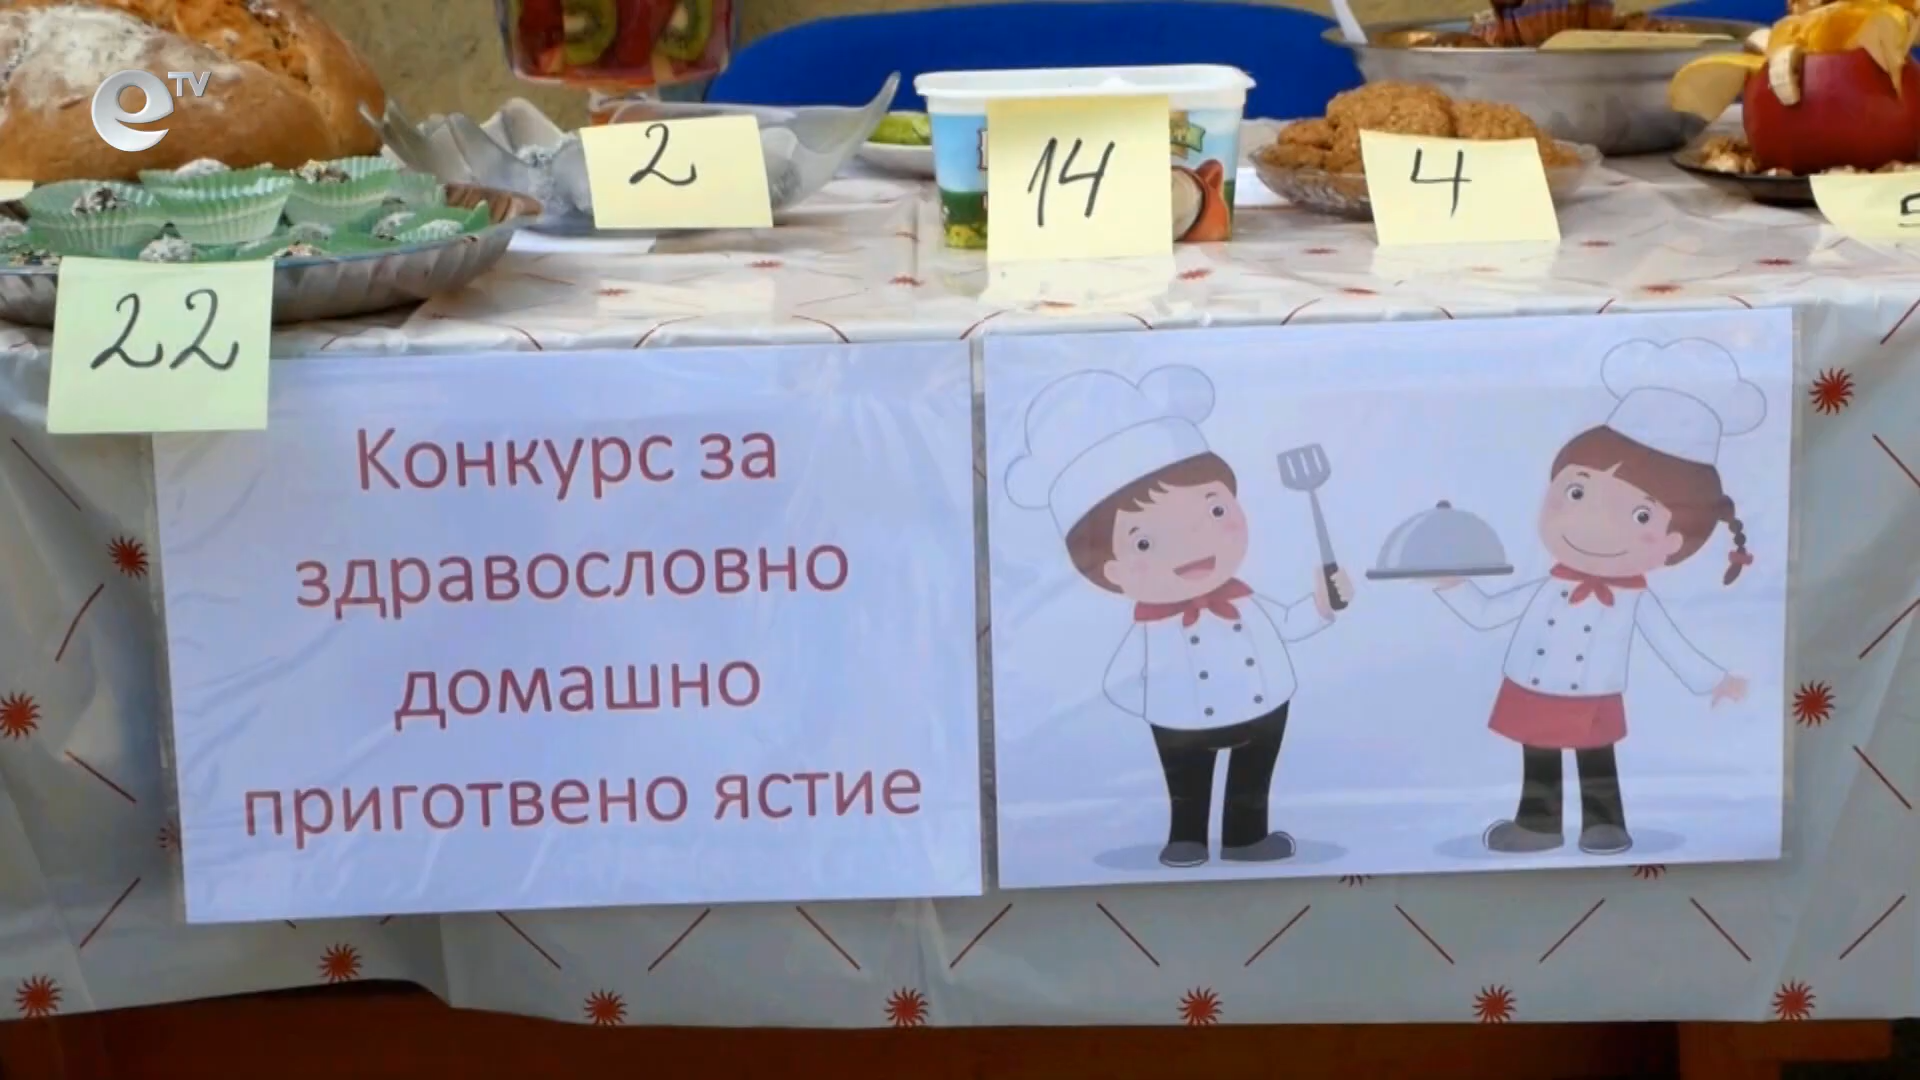 eTV
2
14
4
22
Конкурс за
здравословно
домашно
приготвено ястие